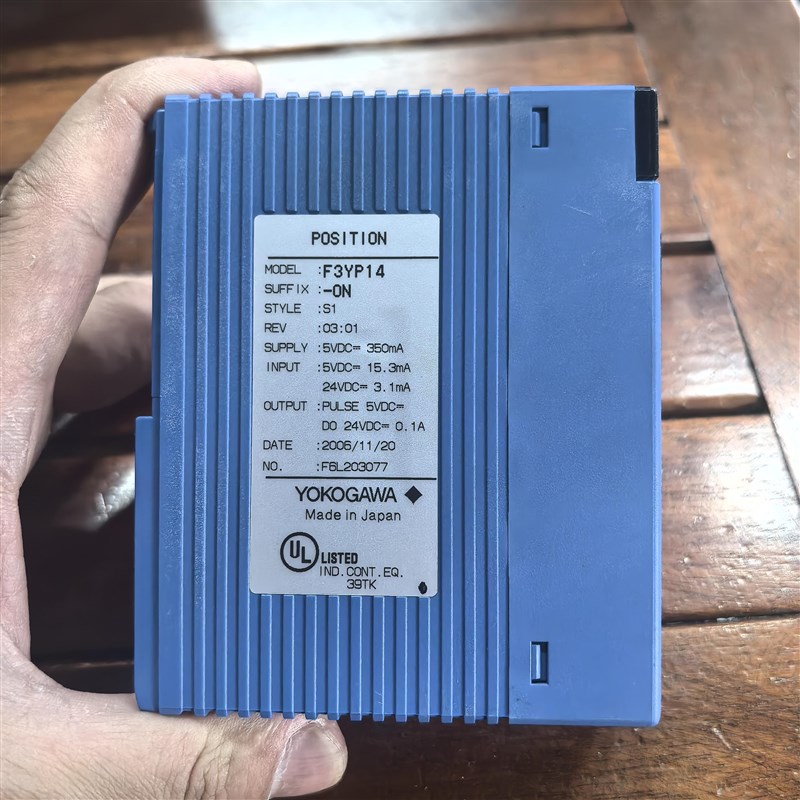 POSITION
MODEL :F3YP14
SUFFIX :-0N
STYLE :S1
REV :03:01
SUPPLY :5VDC⎓ 350mA
INPUT :5VDC⎓ 15.3mA
24VDC⎓ 3.1mA
OUTPUT :PULSE 5VDC⎓
DO 24VDC⎓ 0.1A
DATE :2006/11/20
NO. :F6L203077
YOKOGAWA ◆
Made in Japan
UL LISTED
IND.CONT.EQ.
39TK